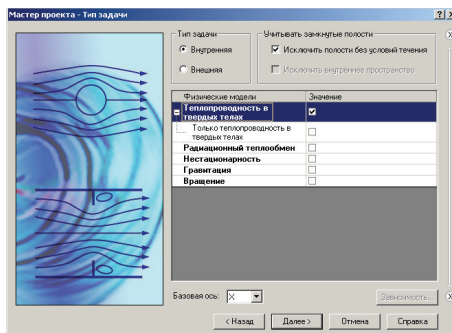 Мастер проекта - Тип задачи
Тип задачи
Внутренняя
Внешняя
Учитывать замкнутые полости
Исключить полости без условий течения
Исключить внутреннее пространство
Физические модели
Значение
Теплопроводность в твердых телах
Только теплопроводность в твердых телах
Радиационный теплообмен
Нестационарность
Гравитация
Вращение
Базовая ось:
X
Зависимость...
< Назад
Далее >
Отмена
Справка